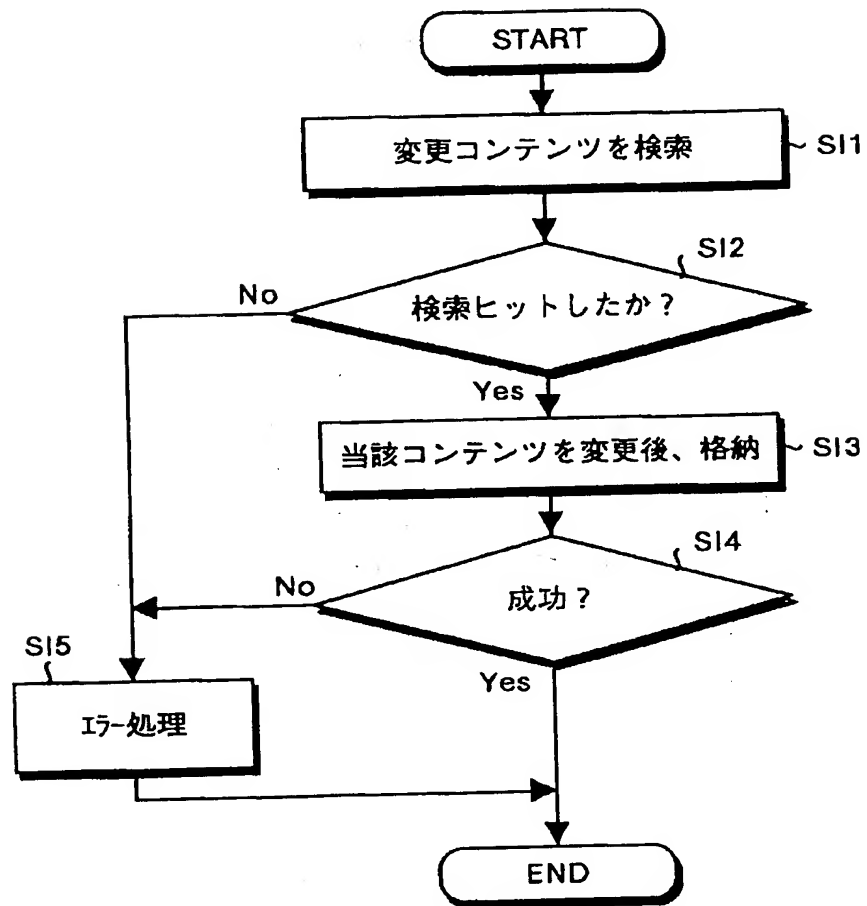 START
変更コンテンツを検索
S11
S12
検索ヒットしたか?
No
Yes
当該コンテンツを変更後、格納
S13
S14
成功?
No
Yes
S15
エラー処理
END